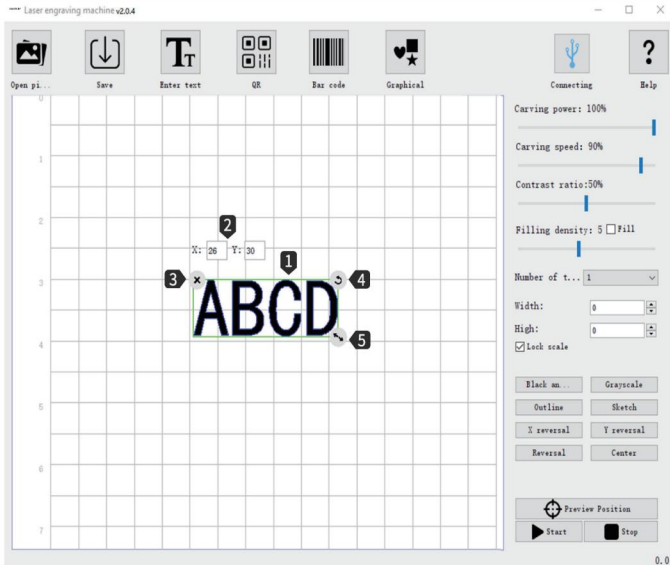 Laser engraving machine v2.0.4
Open pi... Save Enter text QR Bar code Graphical Connecting Help
0
1
2
3
4
5
6
7
2
X: 26 Y: 30
1
3
4
ABCD
5
Carving power: 100%
Carving speed: 90%
Contrast ratio:50%
Filling density: 5 Fill
Number of t... 1
Width: 0
High: 0
Lock scale
Black an... Grayscale
Outline Sketch
X reversal Y reversal
Reversal Center
Preview Position
Start Stop
0.0